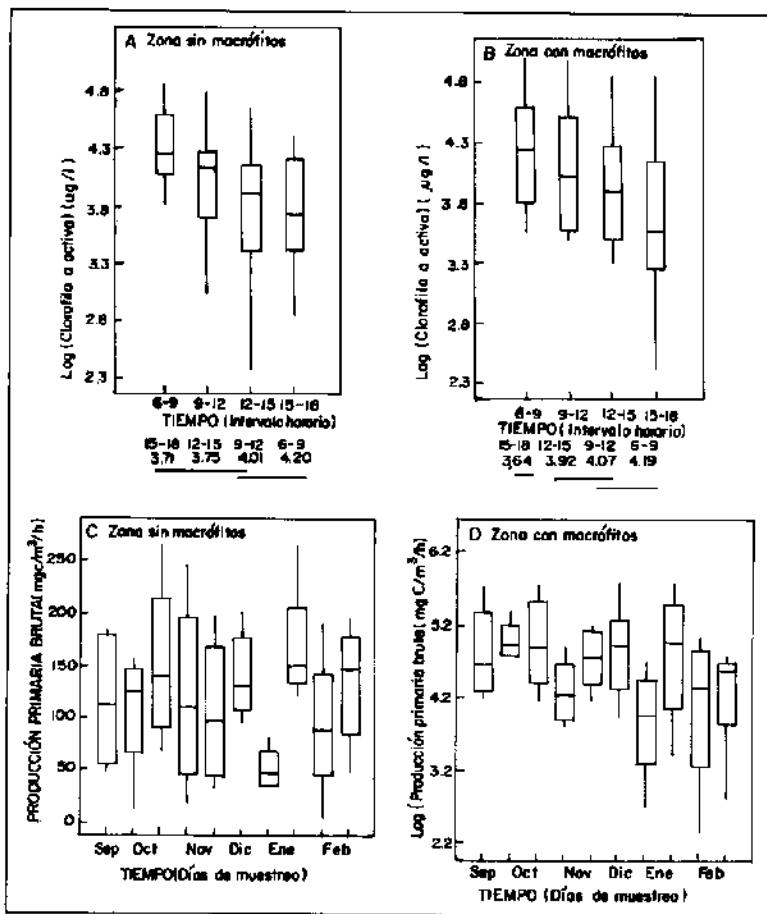 A Zona sin macrófitos
Log (Clorofila a activa) (ug/l)
4.8
4.3
3.8
3.3
2.8
2.3
6-9 9-12 12-15 15-18
TIEMPO (Intervalo horario)
15-18 12-15 9-12 6-9
3.71 3.75 4.01 4.20
B Zona con macrófitos
Log (Clorofila a activa) (µg/l)
4.8
4.3
3.8
3.3
2.8
2.3
6-9 9-12 12-15 15-18
TIEMPO (Intervalo horario)
15-18 12-15 9-12 6-9
3.64 3.92 4.07 4.19
C Zona sin macrófitos
PRODUCCIÓN PRIMARIA BRUTA (mgc/m³/h)
250
200
150
100
50
0
Sep Oct Nov Dic Ene Feb
TIEMPO (Días de muestreo)
D Zona con macrófitos
Log (Producción primaria bruta (mg C/m³/h)
6.2
5.2
4.2
3.2
2.2
Sep Oct Nov Dic Ene Feb
TIEMPO (Días de muestreo)